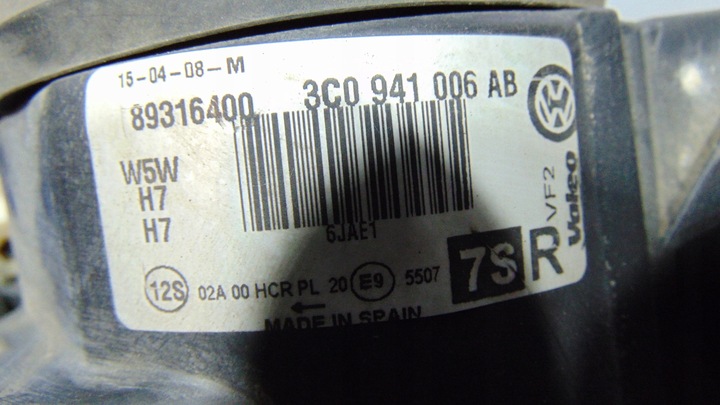 15-04-08-M
89316400 3C0 941 006 AB
W5W
H7
H7
6JAE1
VF2
Valeo
7S R
12S 02A 00 HCR PL 20 E9 5507
MADE IN SPAIN